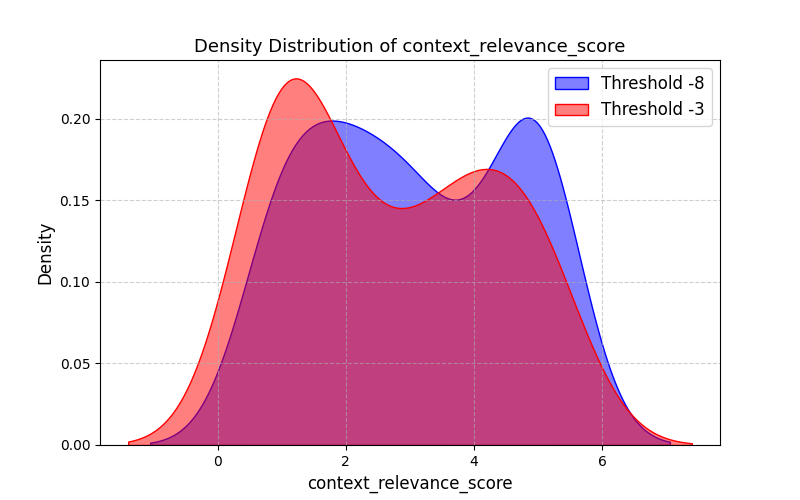 Density Distribution of context_relevance_score
Threshold -8
Threshold -3
Density
0.20
0.15
0.10
0.05
0.00
0 2 4 6
context_relevance_score